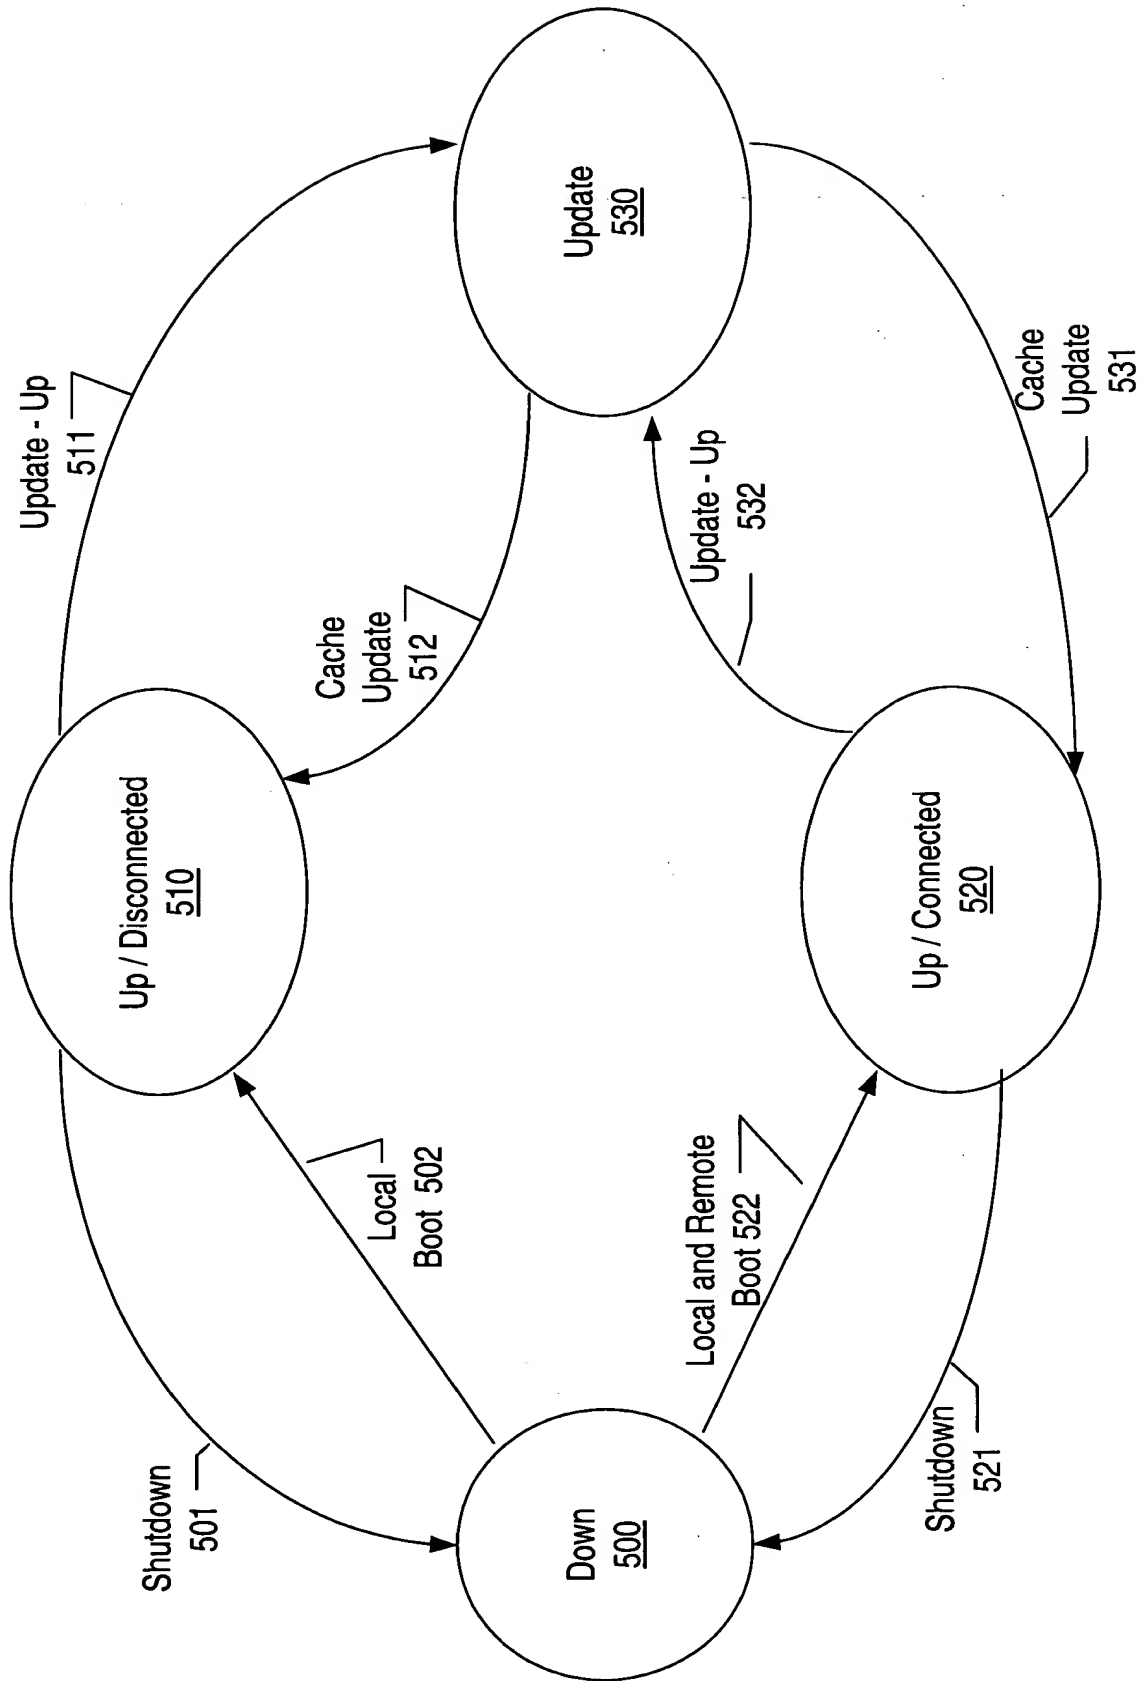 Update - Up
511
Up / Disconnected
510
Shutdown
501
Cache
Update
512
Local
Boot 502
Update
530
Down
500
Update - Up
532
Local and Remote
Boot 522
Up / Connected
520
Shutdown
521
Cache
Update
531